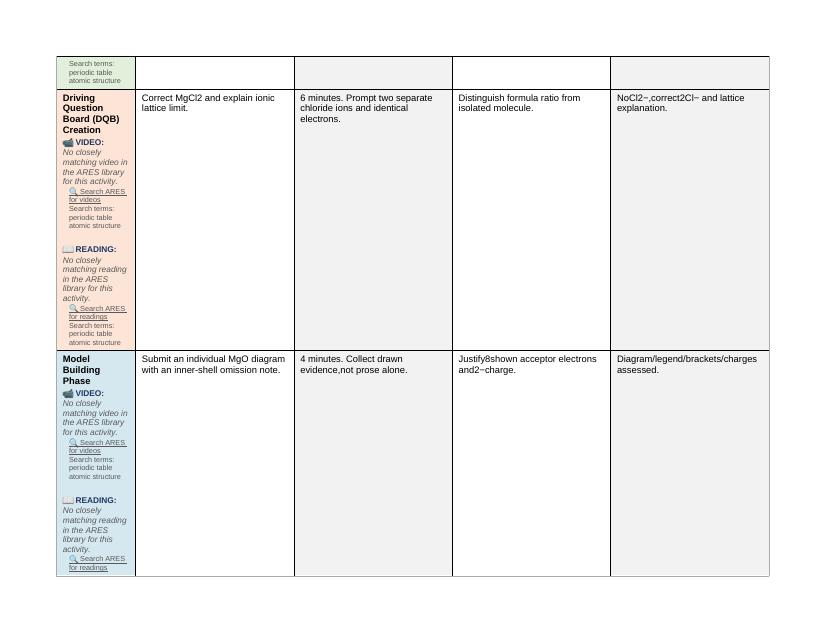 Search terms:
periodic table
atomic structure
Driving
Question
Board (DQB)
Creation
📹 VIDEO:
No closely
matching video in
the ARES library
for this activity.
🔍 Search ARES
for videos
Search terms:
periodic table
atomic structure
📖 READING:
No closely
matching reading
in the ARES
library for this
activity.
🔍 Search ARES
for readings
Search terms:
periodic table
atomic structure
Correct MgCl2 and explain ionic
lattice limit.
6 minutes. Prompt two separate
chloride ions and identical
electrons.
Distinguish formula ratio from
isolated molecule.
NoCl2−,correct2Cl− and lattice
explanation.
Model
Building
Phase
📹 VIDEO:
No closely
matching video in
the ARES library
for this activity.
🔍 Search ARES
for videos
Search terms:
periodic table
atomic structure
📖 READING:
No closely
matching reading
in the ARES
library for this
activity.
🔍 Search ARES
for readings
Submit an individual MgO diagram
with an inner-shell omission note.
4 minutes. Collect drawn
evidence,not prose alone.
Justify8shown acceptor electrons
and2−charge.
Diagram/legend/brackets/charges
assessed.